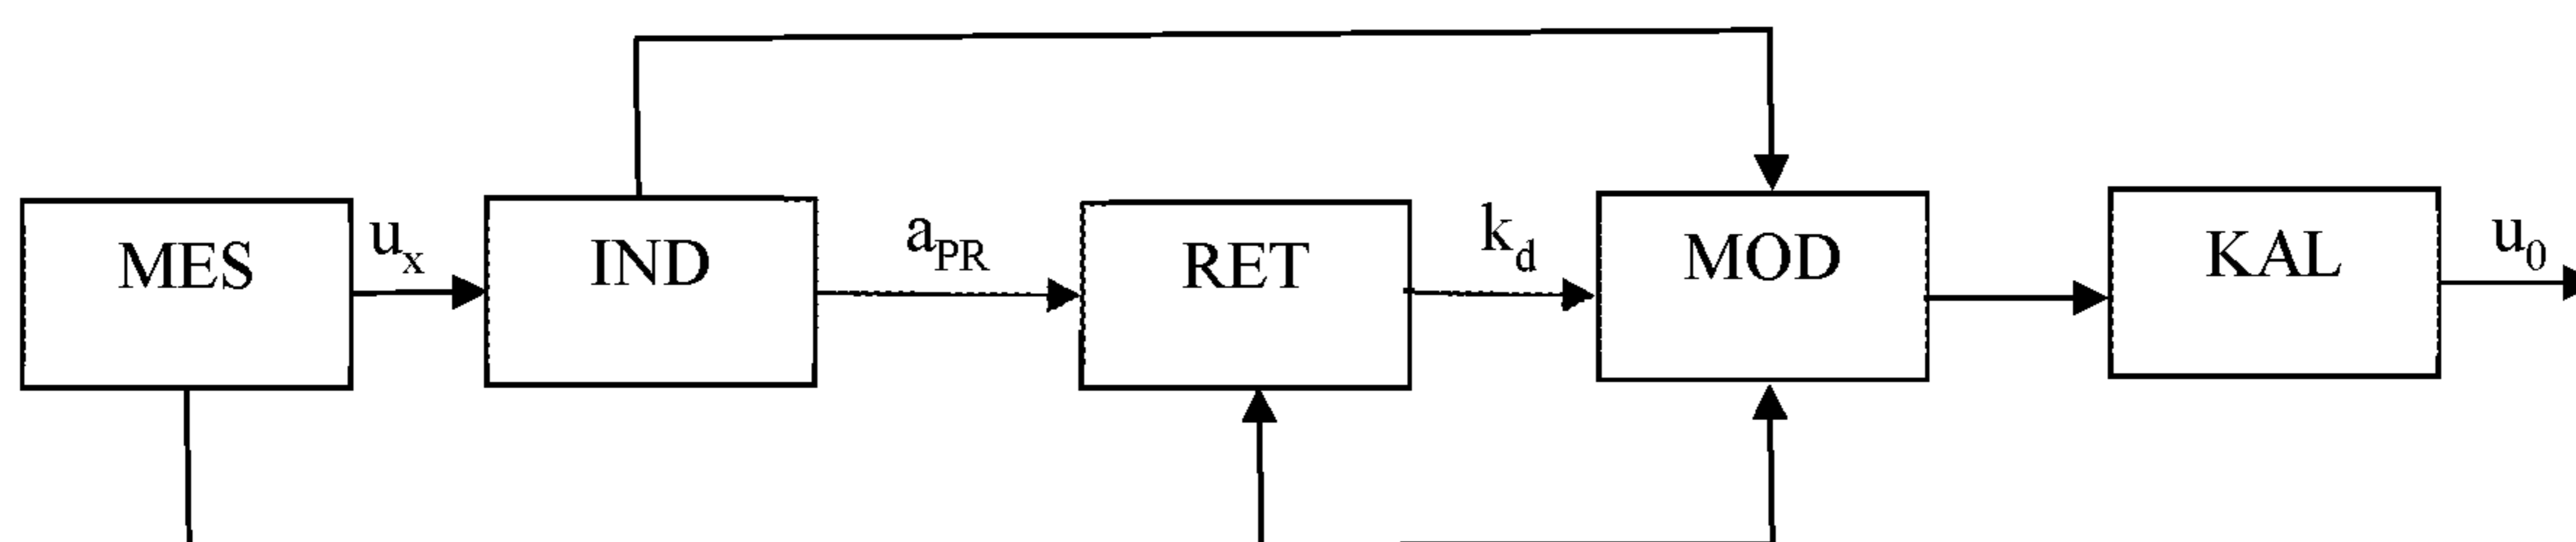 MES
u_x
IND
a_PR
RET
k_d
MOD
KAL
u_0